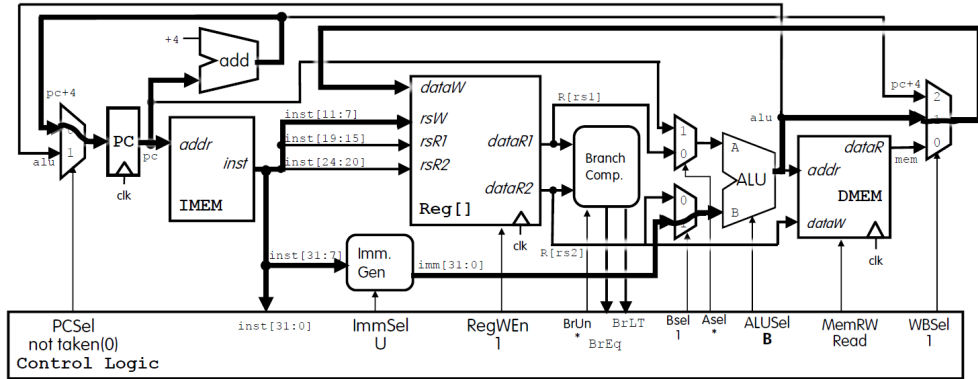 +4
add
pc+4
alu
0
1
PC
clk
pc
addr
inst
IMEM
inst[11:7]
inst[19:15]
inst[24:20]
inst[31:7]
dataW
rsW
rsR1
rsR2
dataR1
dataR2
Reg[]
clk
Imm.
Gen
imm[31:0]
R[rs1]
R[rs2]
Branch
Comp.
1
0
0
1
A
B
ALU
alu
addr
dataR
DMEM
dataW
clk
pc+4
mem
2
1
0
PCSel
not taken(0)
inst[31:0]
ImmSel
U
RegWEn
1
BrUn
*
BrEq
BrLT
Bsel
1
Asel
*
ALUSel
B
MemRW
Read
WBSel
1
Control Logic